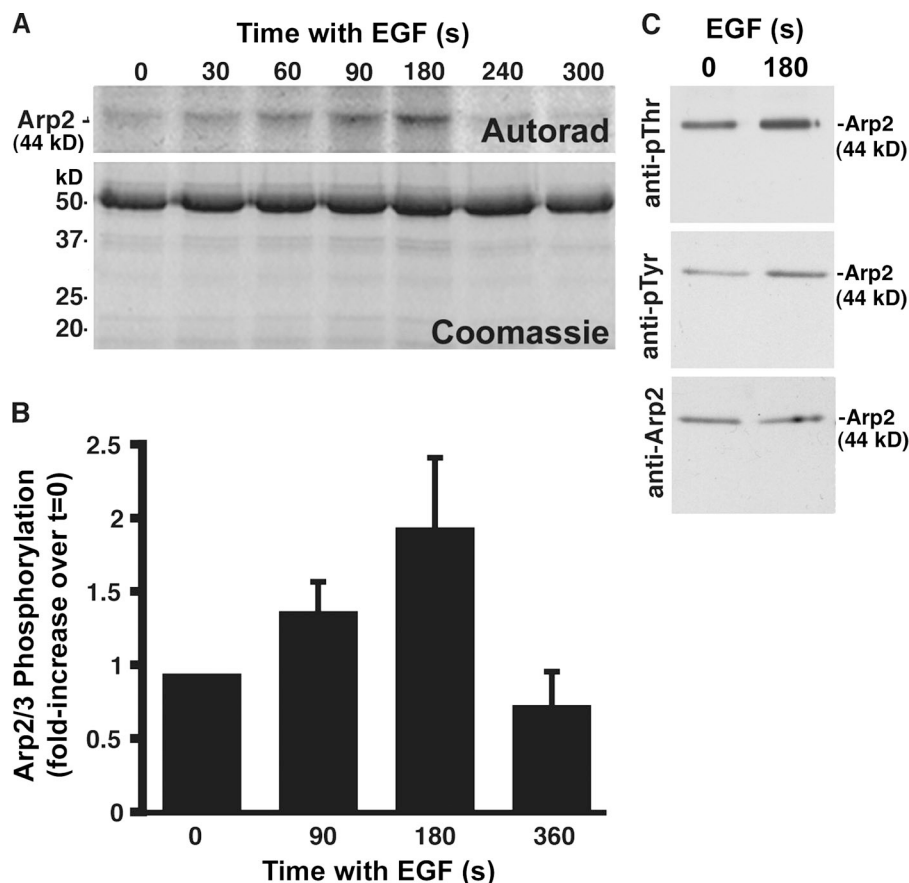 A
Time with EGF (s)
0 30 60 90 180 240 300
Arp2 -
(44 kD)
Autorad
kD
50-
37-
25-
20-
Coomassie
B
Arp2/3 Phosphorylation
(fold-increase over t=0)
2.5
2
1.5
1
0.5
0
0 90 180 360
Time with EGF (s)
C
EGF (s)
0 180
anti-pThr
-Arp2
(44 kD)
anti-pTyr
-Arp2
(44 kD)
anti-Arp2
-Arp2
(44 kD)